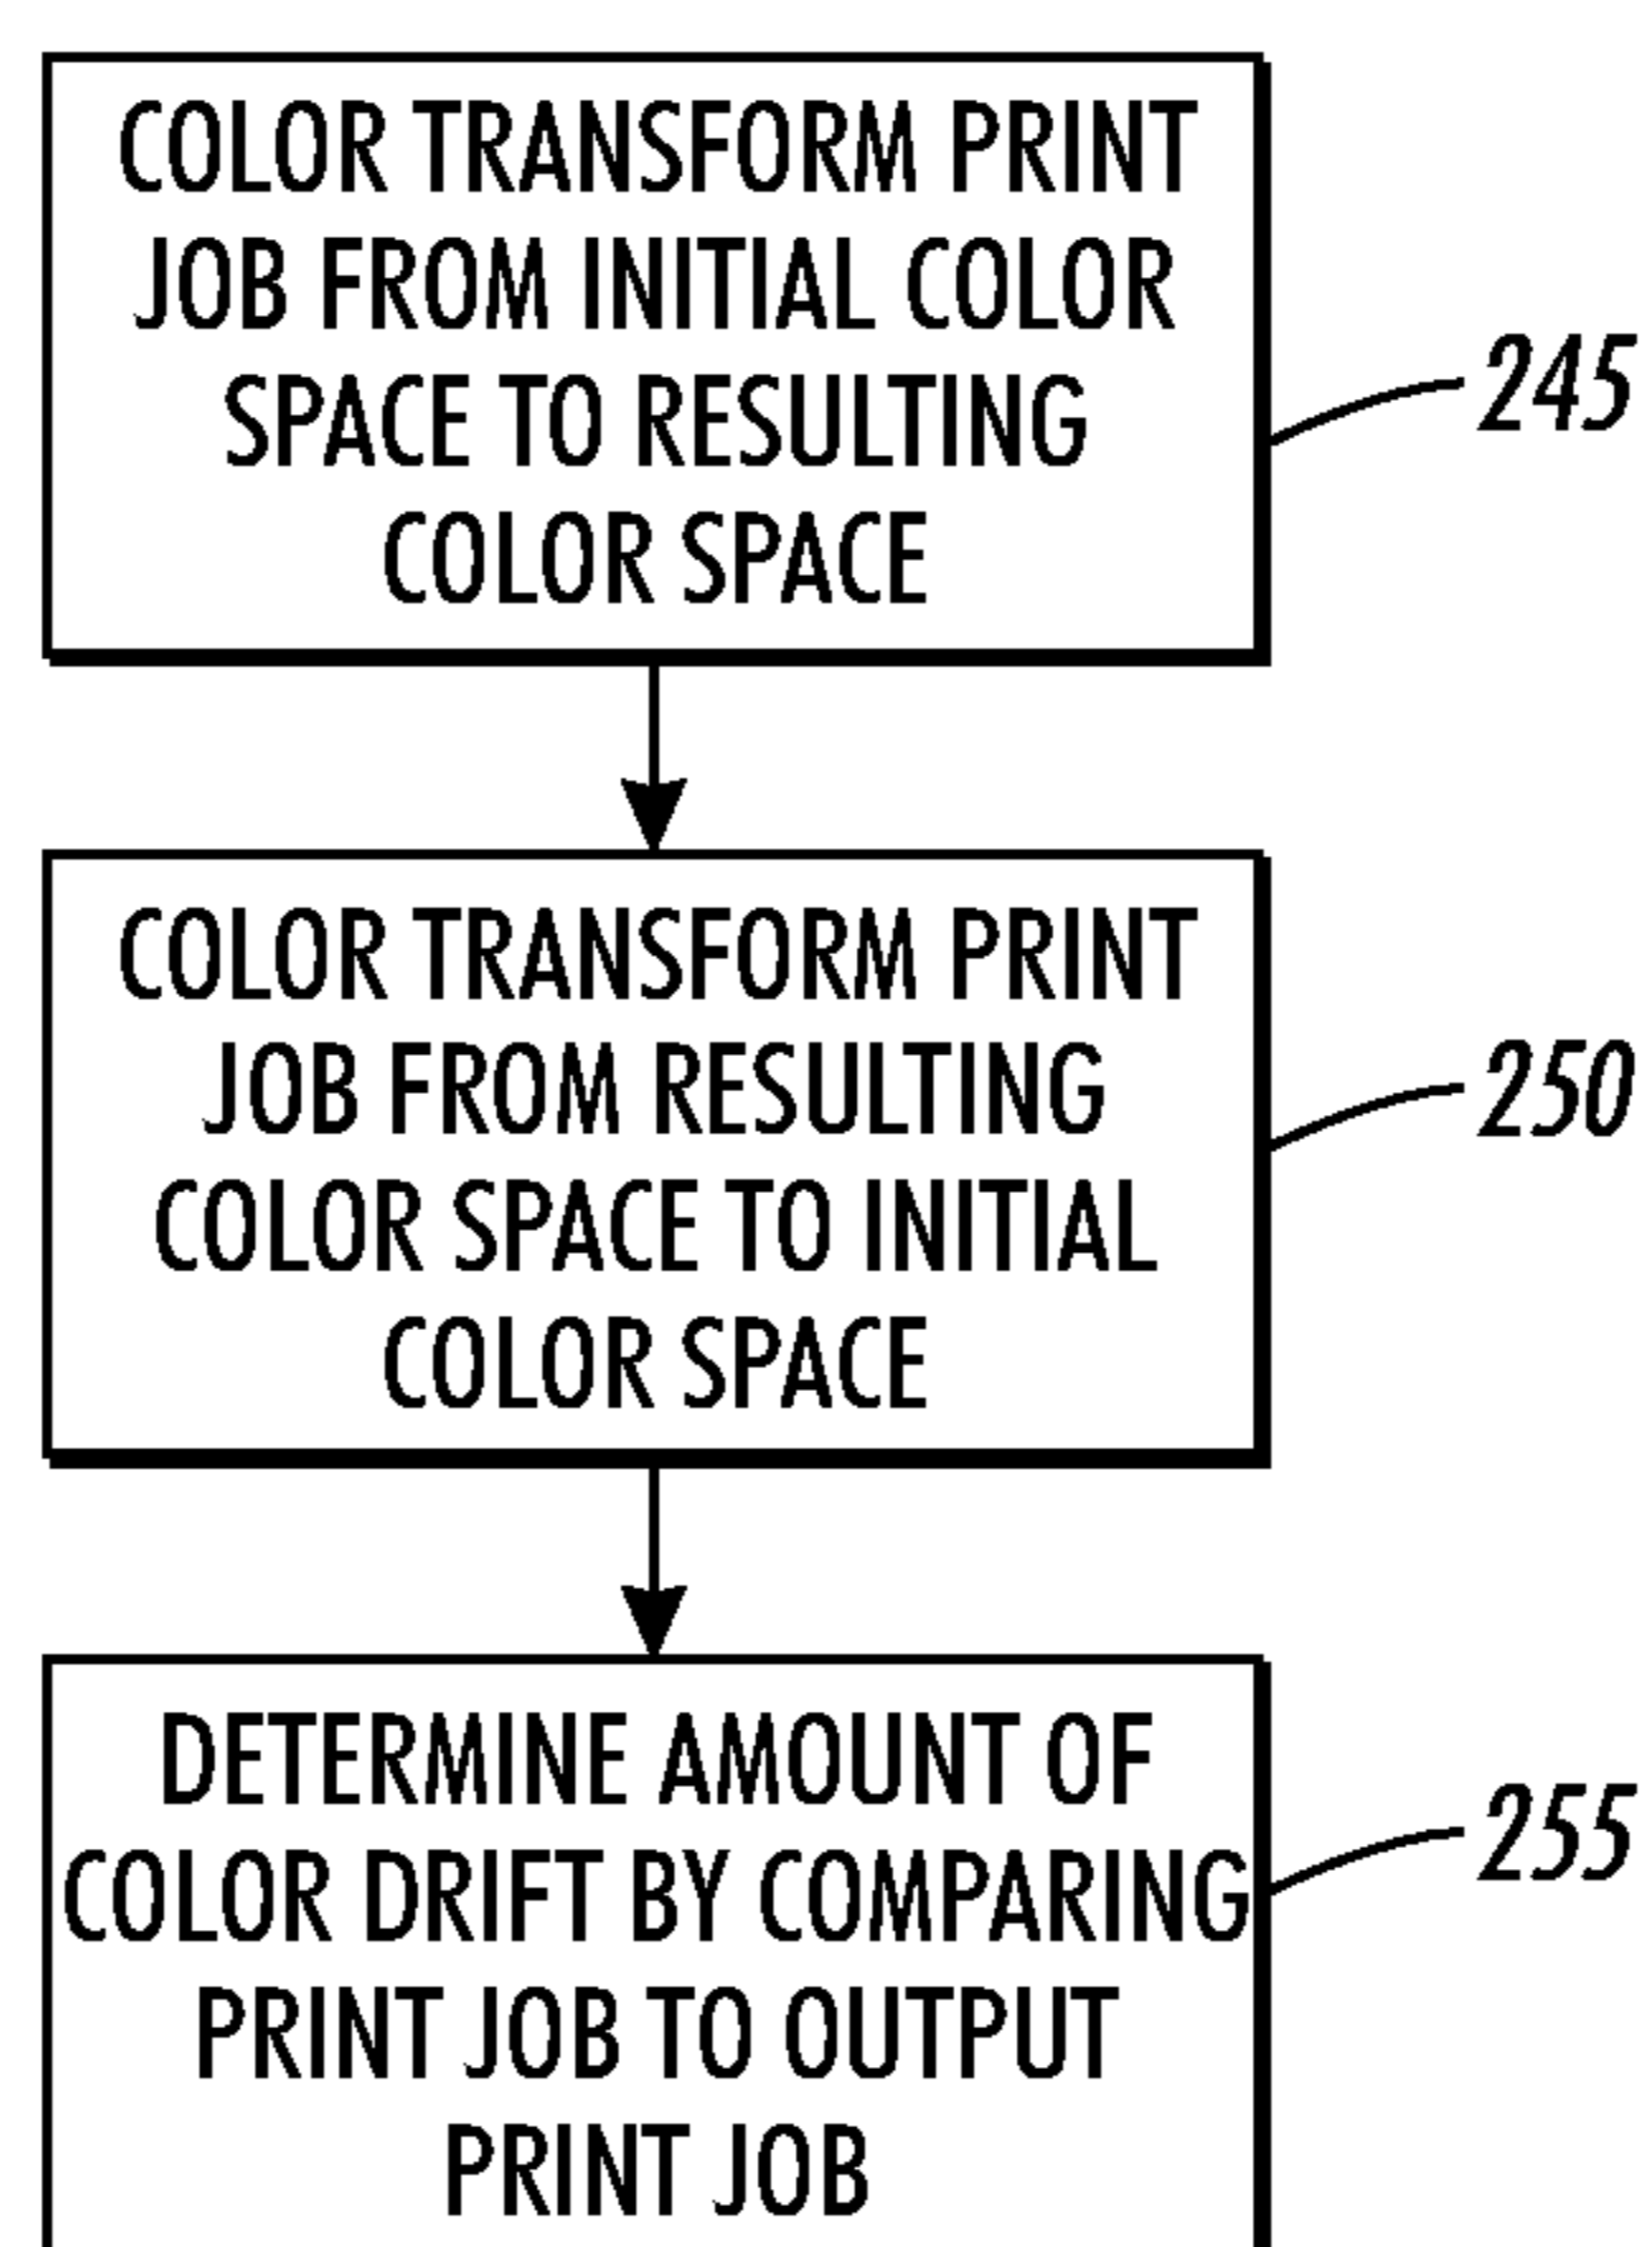 COLOR TRANSFORM PRINT
JOB FROM INITIAL COLOR
SPACE TO RESULTING
COLOR SPACE
245
COLOR TRANSFORM PRINT
JOB FROM RESULTING
COLOR SPACE TO INITIAL
COLOR SPACE
250
DETERMINE AMOUNT OF
COLOR DRIFT BY COMPARING
PRINT JOB TO OUTPUT
PRINT JOB
255